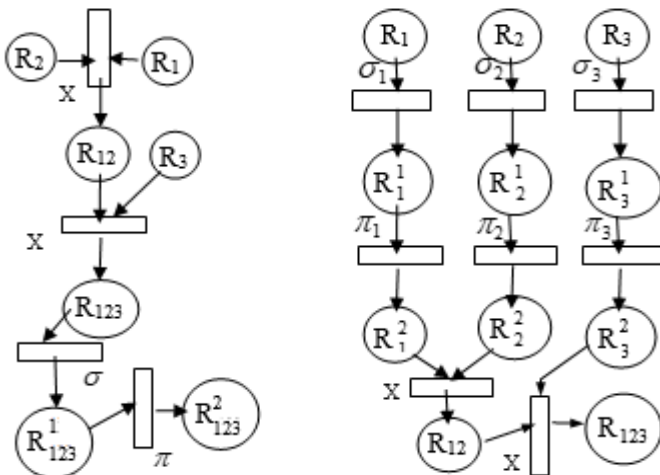 R₂ R₁
X
R₁₂ R₃
X
R₁₂₃
σ
R¹₁₂₃ R²₁₂₃
π
R₁ R₂ R₃
σ₁ σ₂ σ₃
R¹₁ R¹₂ R¹₃
π₁ π₂ π₃
R²₁ R²₂ R²₃
X
R₁₂ R₁₂₃
X